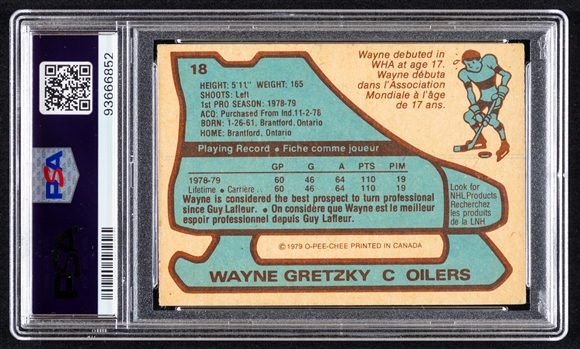 93666852
PSA
PSA
18
HEIGHT: 5'11" WEIGHT: 165
SHOOTS: Left
1st PRO SEASON: 1978-79
ACQ: Purchased From Ind.11-2-78
BORN: 1-26-61, Brantford, Ontario
HOME: Brantford, Ontario
Wayne debuted in
WHA at age 17.
Wayne débuta
dans l'Association
Mondiale à l'âge
de 17 ans.
Playing Record • Fiche comme joueur
GP G A PTS PIM
1978-79 60 46 64 110 19
Lifetime • Carrière 60 46 64 110 19
Wayne is considered the best prospect to turn professional
since Guy Lafleur. • On considére que Wayne est le meilleur
espoir professionnel depuis Guy Lafleur.
Look for
NHL Products
Recherchez
les produits
de la LNH
©1979 O-PEE-CHEE PRINTED IN CANADA
WAYNE GRETZKY C OILERS